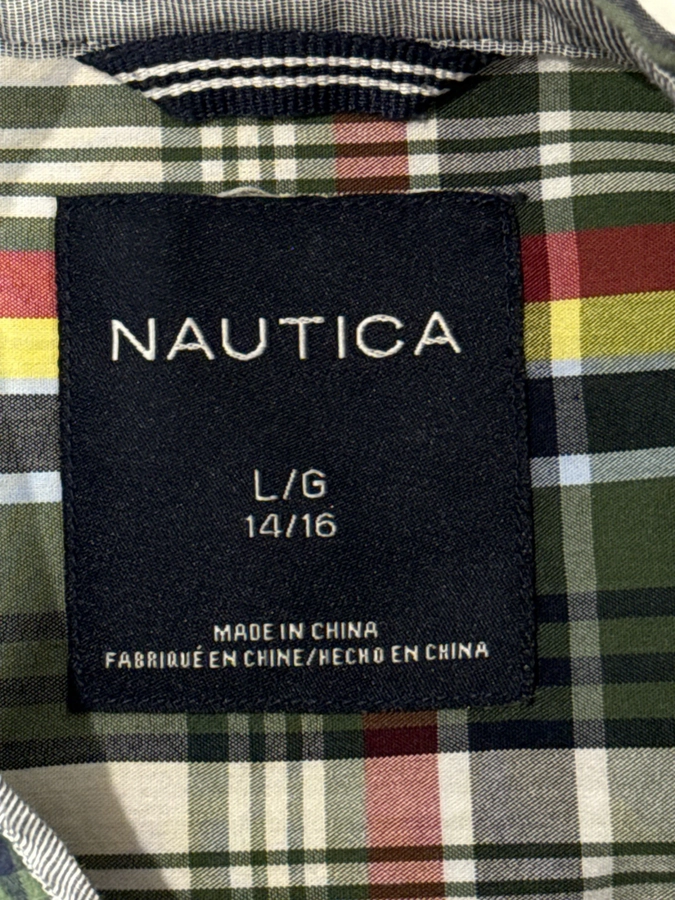 NAUTICA
L/G
14/16
MADE IN CHINA
FABRIQUÉ EN CHINE/HECHO EN CHINA